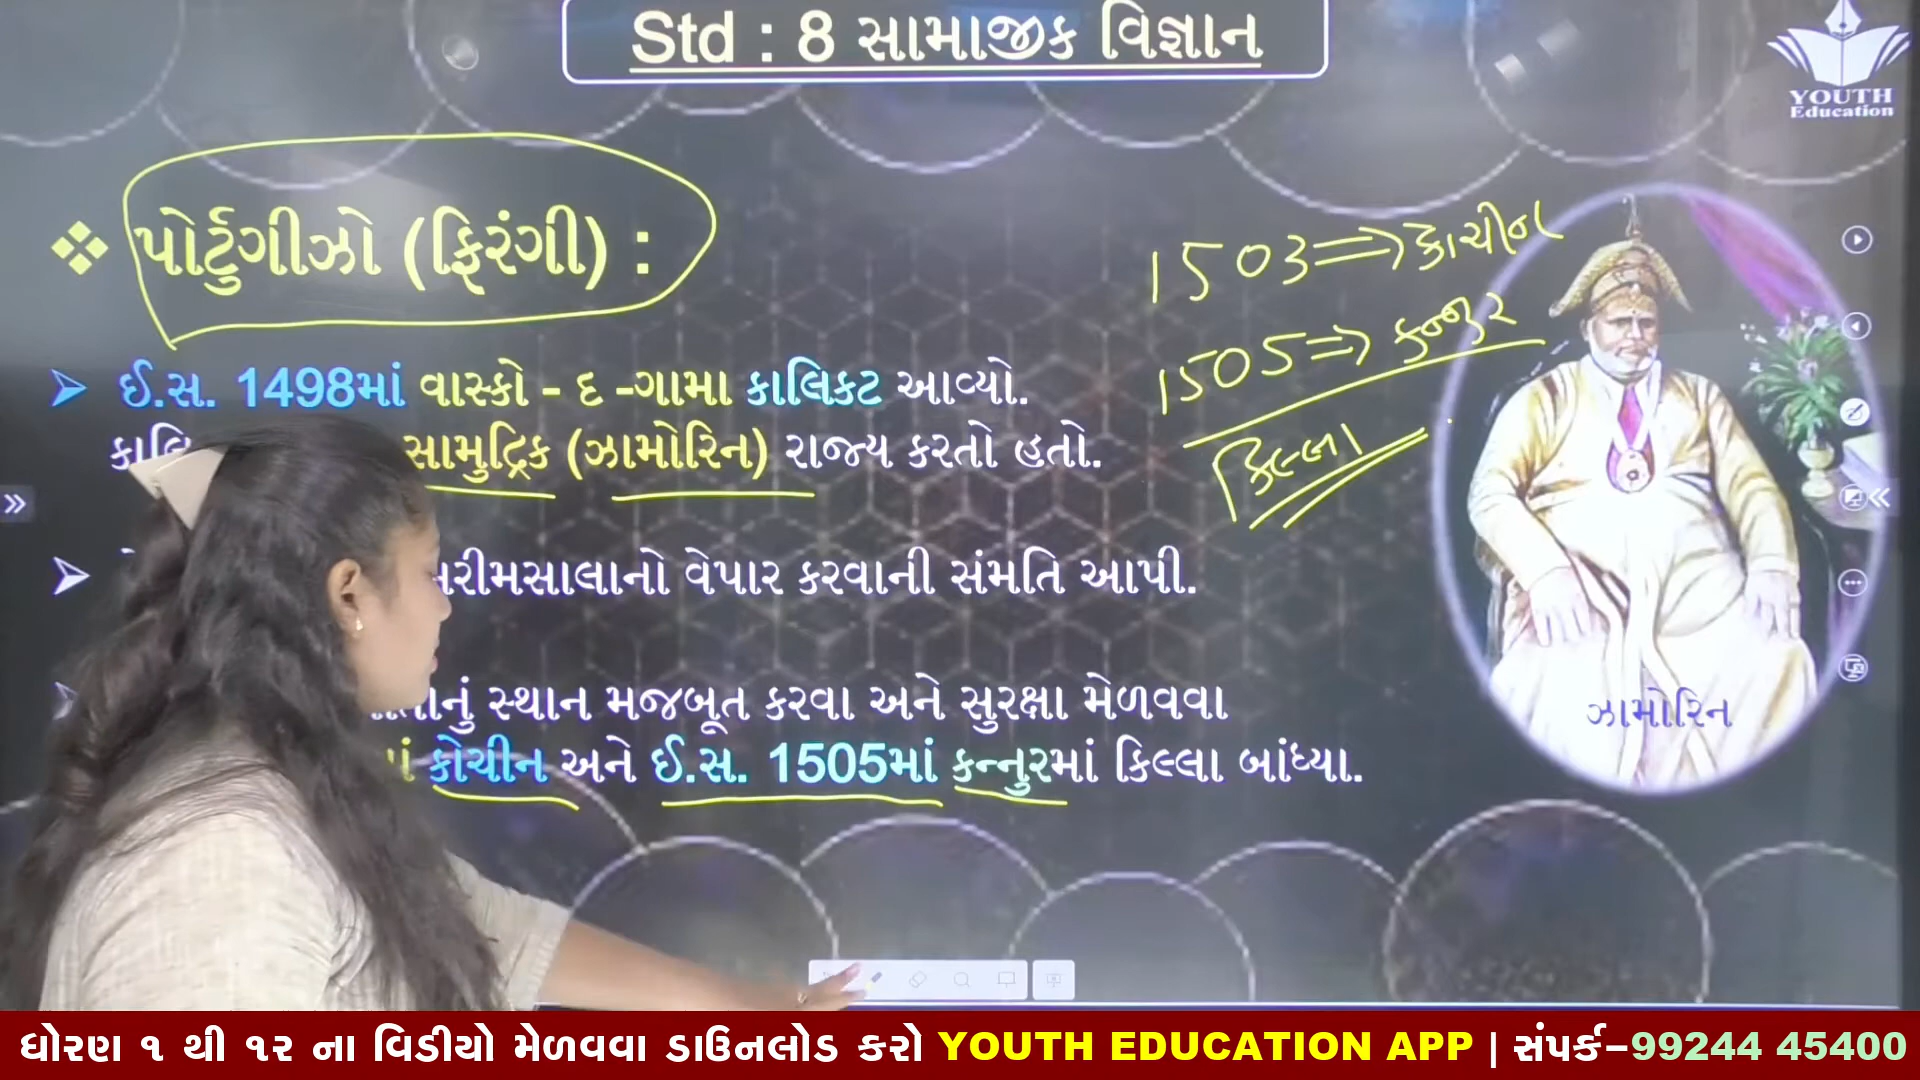 Std : 8 સામાજીક વિજ્ઞાન
YOUTH
Education
પોર્ટુગીઝો (ફિરંગી) :
1503 ⇒ કોચીન
1505 ⇒ કન્નુર
કિલ્લા
ઈ.સ. 1498માં વાસ્કો - દ -ગામા કાલિકટ આવ્યો.
સામુદ્રિક (ઝામોરિન) રાજ્ય કરતો હતો.
વેપાર કરવાની સંમતિ આપી.
સ્થાન મજબૂત કરવા અને સુરક્ષા મેળવવા
કોચીન અને ઈ.સ. 1505માં કન્નુરમાં કિલ્લા બાંધ્યા.
ઝામોરિન
ધોરણ ૧ થી ૧૨ ના વિડીયો મેળવવા ડાઉનલોડ કરો YOUTH EDUCATION APP | સંપર્ક-99244 45400